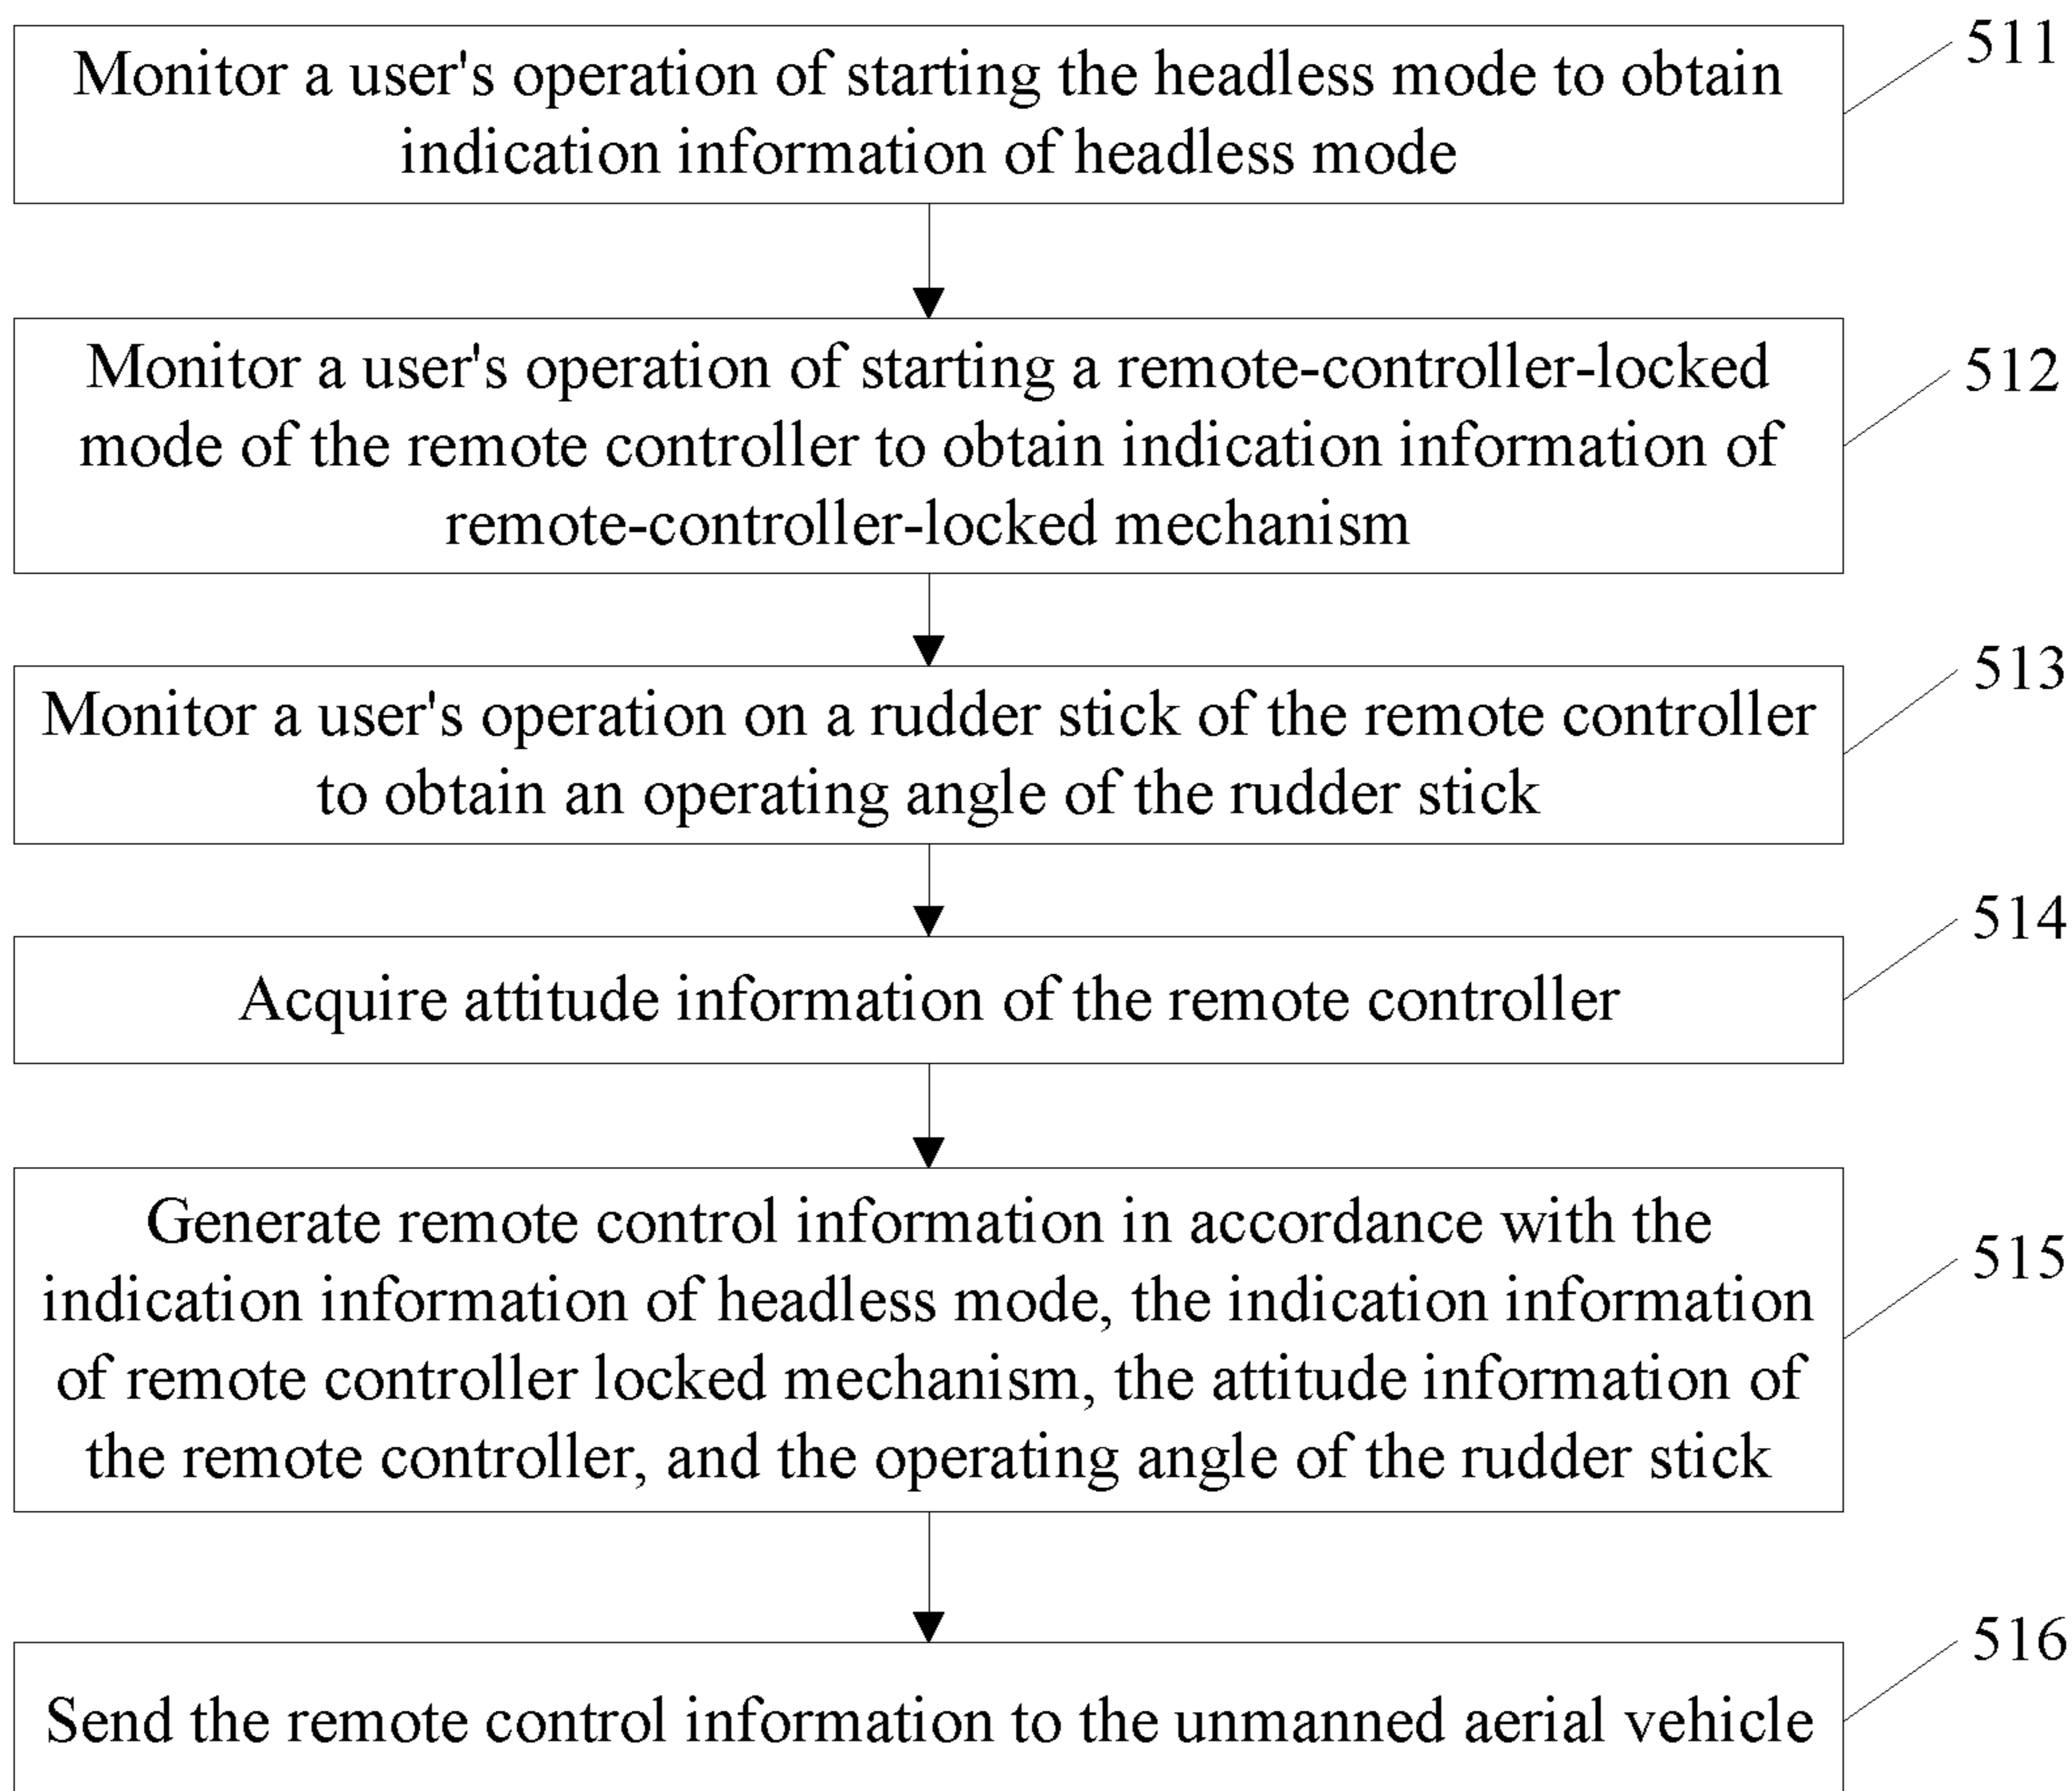 Monitor a user's operation of starting the headless mode to obtain
indication information of headless mode
511
Monitor a user's operation of starting a remote-controller-locked
mode of the remote controller to obtain indication information of
remote-controller-locked mechanism
512
Monitor a user's operation on a rudder stick of the remote controller
to obtain an operating angle of the rudder stick
513
Acquire attitude information of the remote controller
514
Generate remote control information in accordance with the
indication information of headless mode, the indication information
of remote controller locked mechanism, the attitude information of
the remote controller, and the operating angle of the rudder stick
515
Send the remote control information to the unmanned aerial vehicle
516